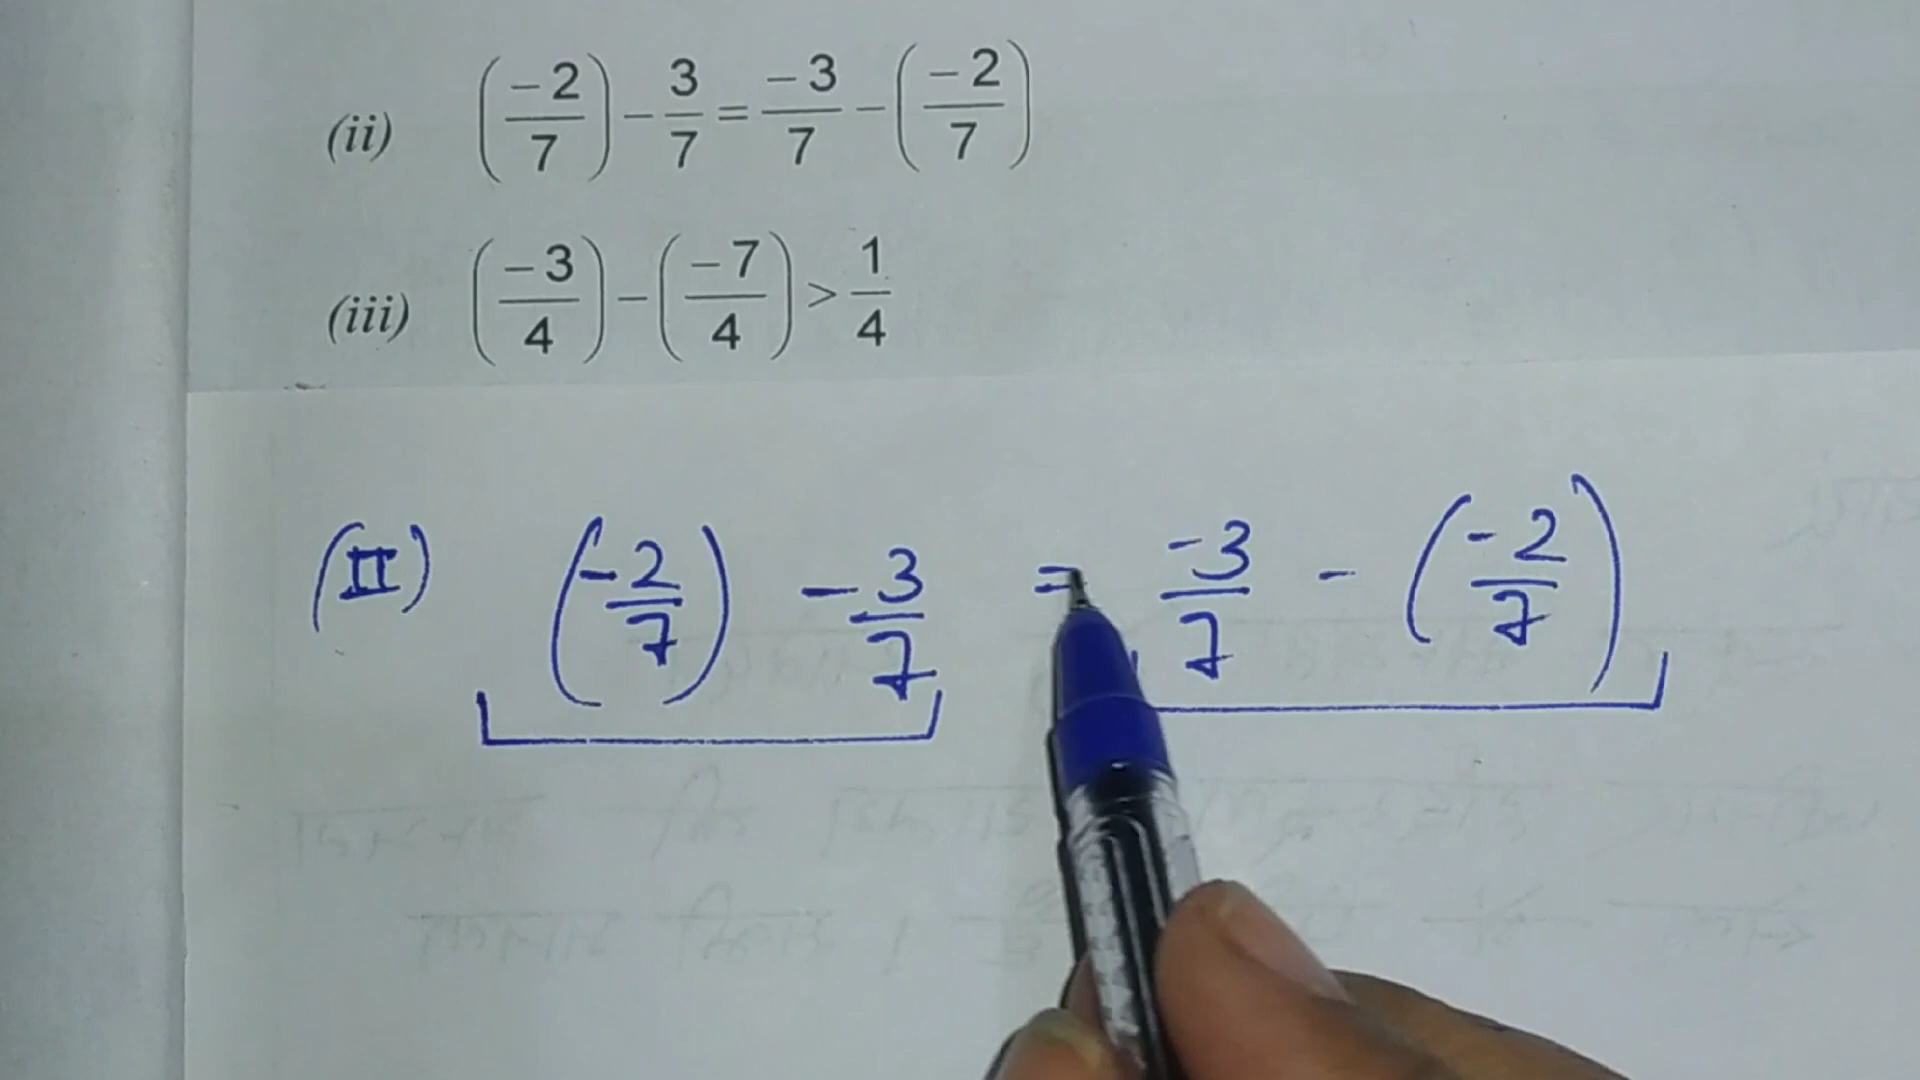 (ii) (-2/7) - 3/7 = -3/7 - (-2/7)
(iii) (-3/4) - (-7/4) > 1/4
(II) (-2/7) - 3/7 = -3/7 - (-2/7)